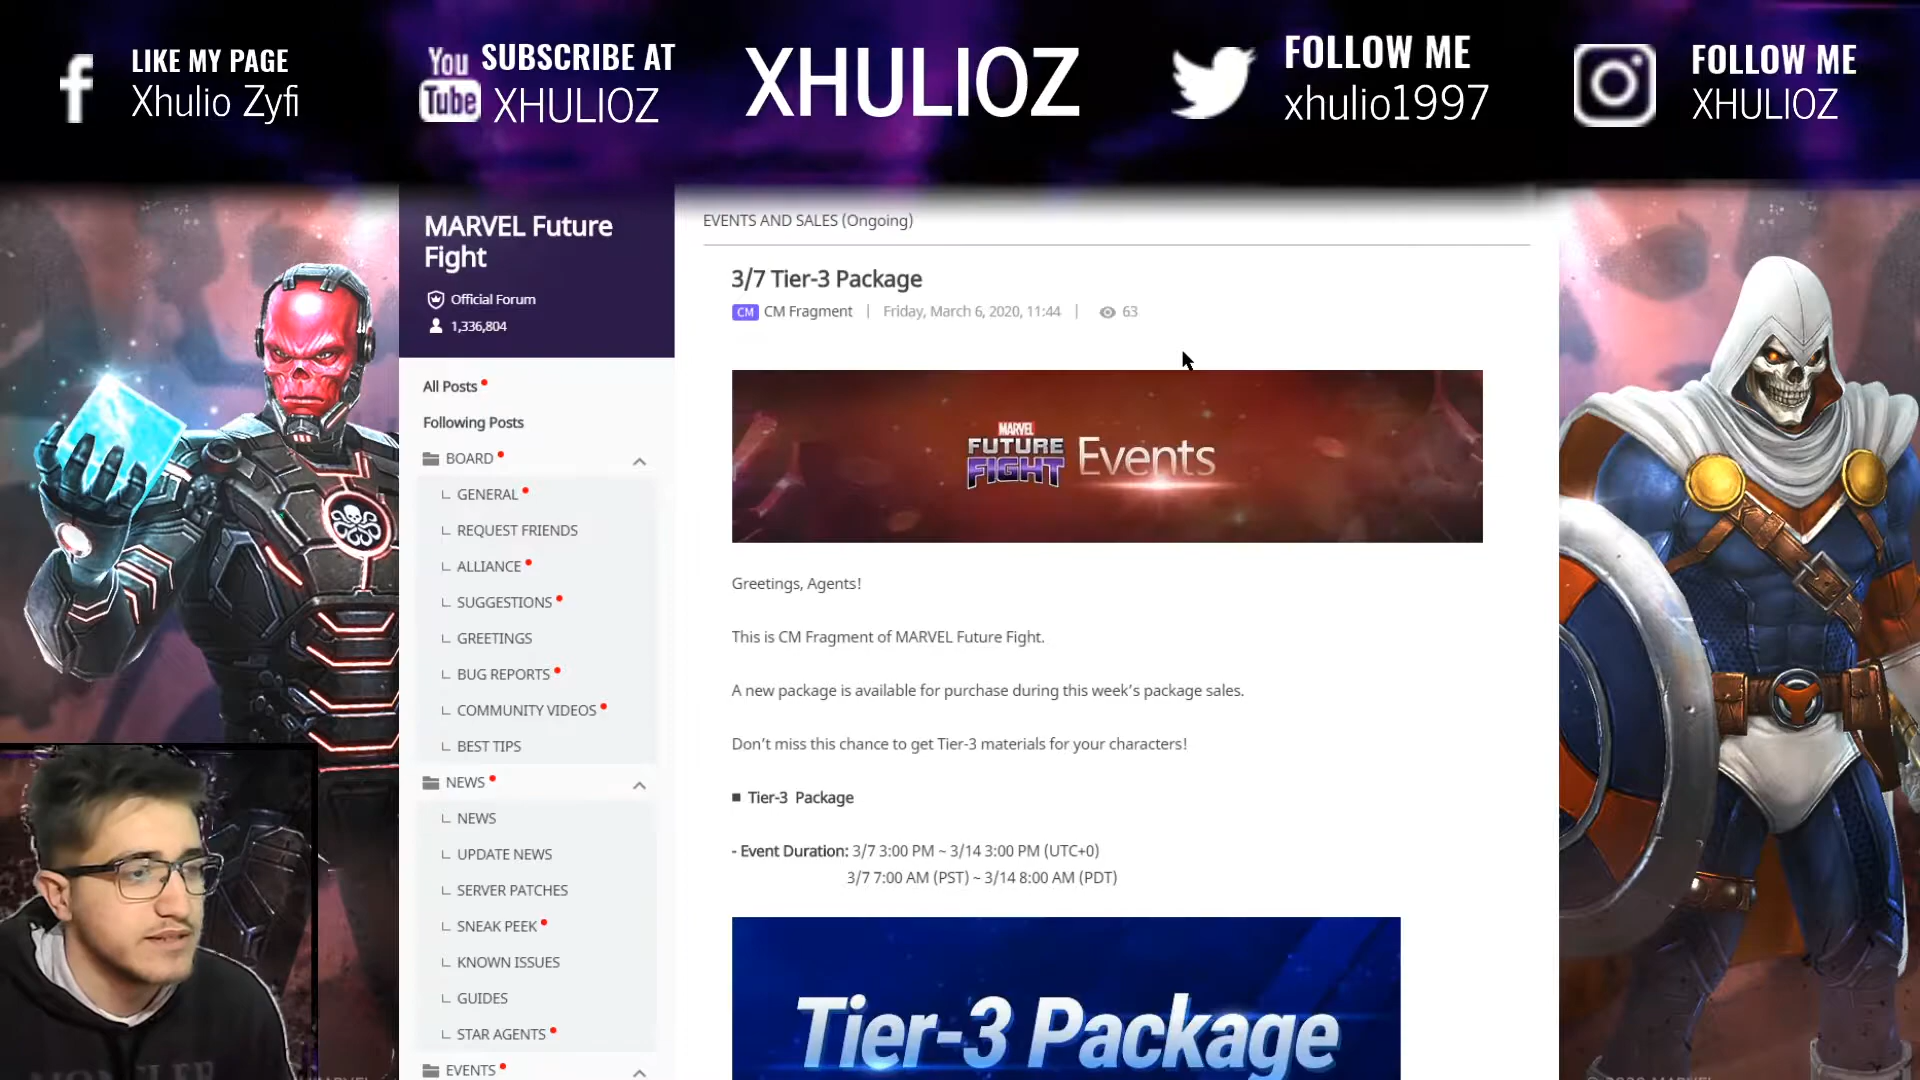 LIKE MY PAGE
Xhulio Zyfi
You
Tube
SUBSCRIBE AT
XHULIOZ
XHULIOZ
FOLLOW ME
xhulio1997
FOLLOW ME
XHULIOZ
MARVEL Future
Fight
Official Forum
1,336,804
All Posts
Following Posts
BOARD
GENERAL
REQUEST FRIENDS
ALLIANCE
SUGGESTIONS
GREETINGS
BUG REPORTS
COMMUNITY VIDEOS
BEST TIPS
NEWS
NEWS
UPDATE NEWS
SERVER PATCHES
SNEAK PEEK
KNOWN ISSUES
GUIDES
STAR AGENTS
EVENTS
EVENTS AND SALES (Ongoing)
3/7 Tier-3 Package
CM CM Fragment | Friday, March 6, 2020, 11:44 | 63
MARVEL
FUTURE
FIGHT
Events
Greetings, Agents!
This is CM Fragment of MARVEL Future Fight.
A new package is available for purchase during this week's package sales.
Don't miss this chance to get Tier-3 materials for your characters!
■ Tier-3 Package
- Event Duration: 3/7 3:00 PM ~ 3/14 3:00 PM (UTC+0)
3/7 7:00 AM (PST) ~ 3/14 8:00 AM (PDT)
Tier-3 Package